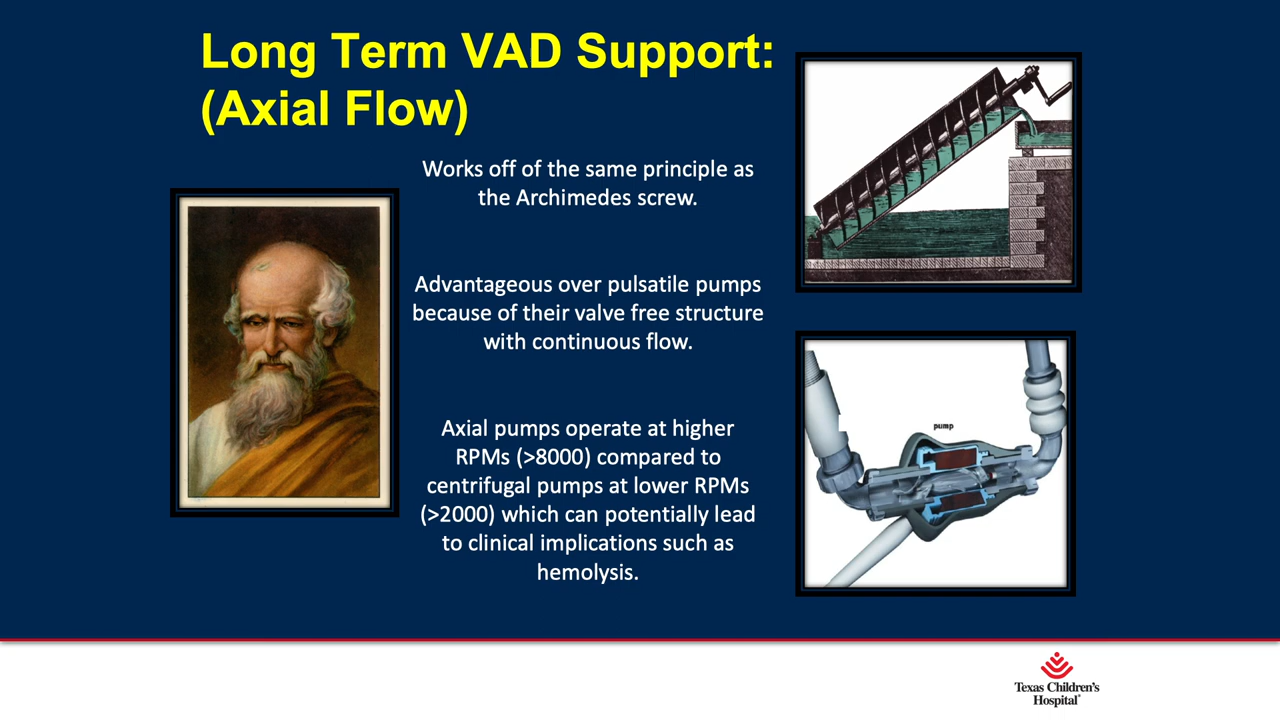 Long Term VAD Support:
(Axial Flow)
Works off of the same principle as
the Archimedes screw.
Advantageous over pulsatile pumps
because of their valve free structure
with continuous flow.
Axial pumps operate at higher
RPMs (>8000) compared to
centrifugal pumps at lower RPMs
(>2000) which can potentially lead
to clinical implications such as
hemolysis.
pump
Texas Children's
Hospital®